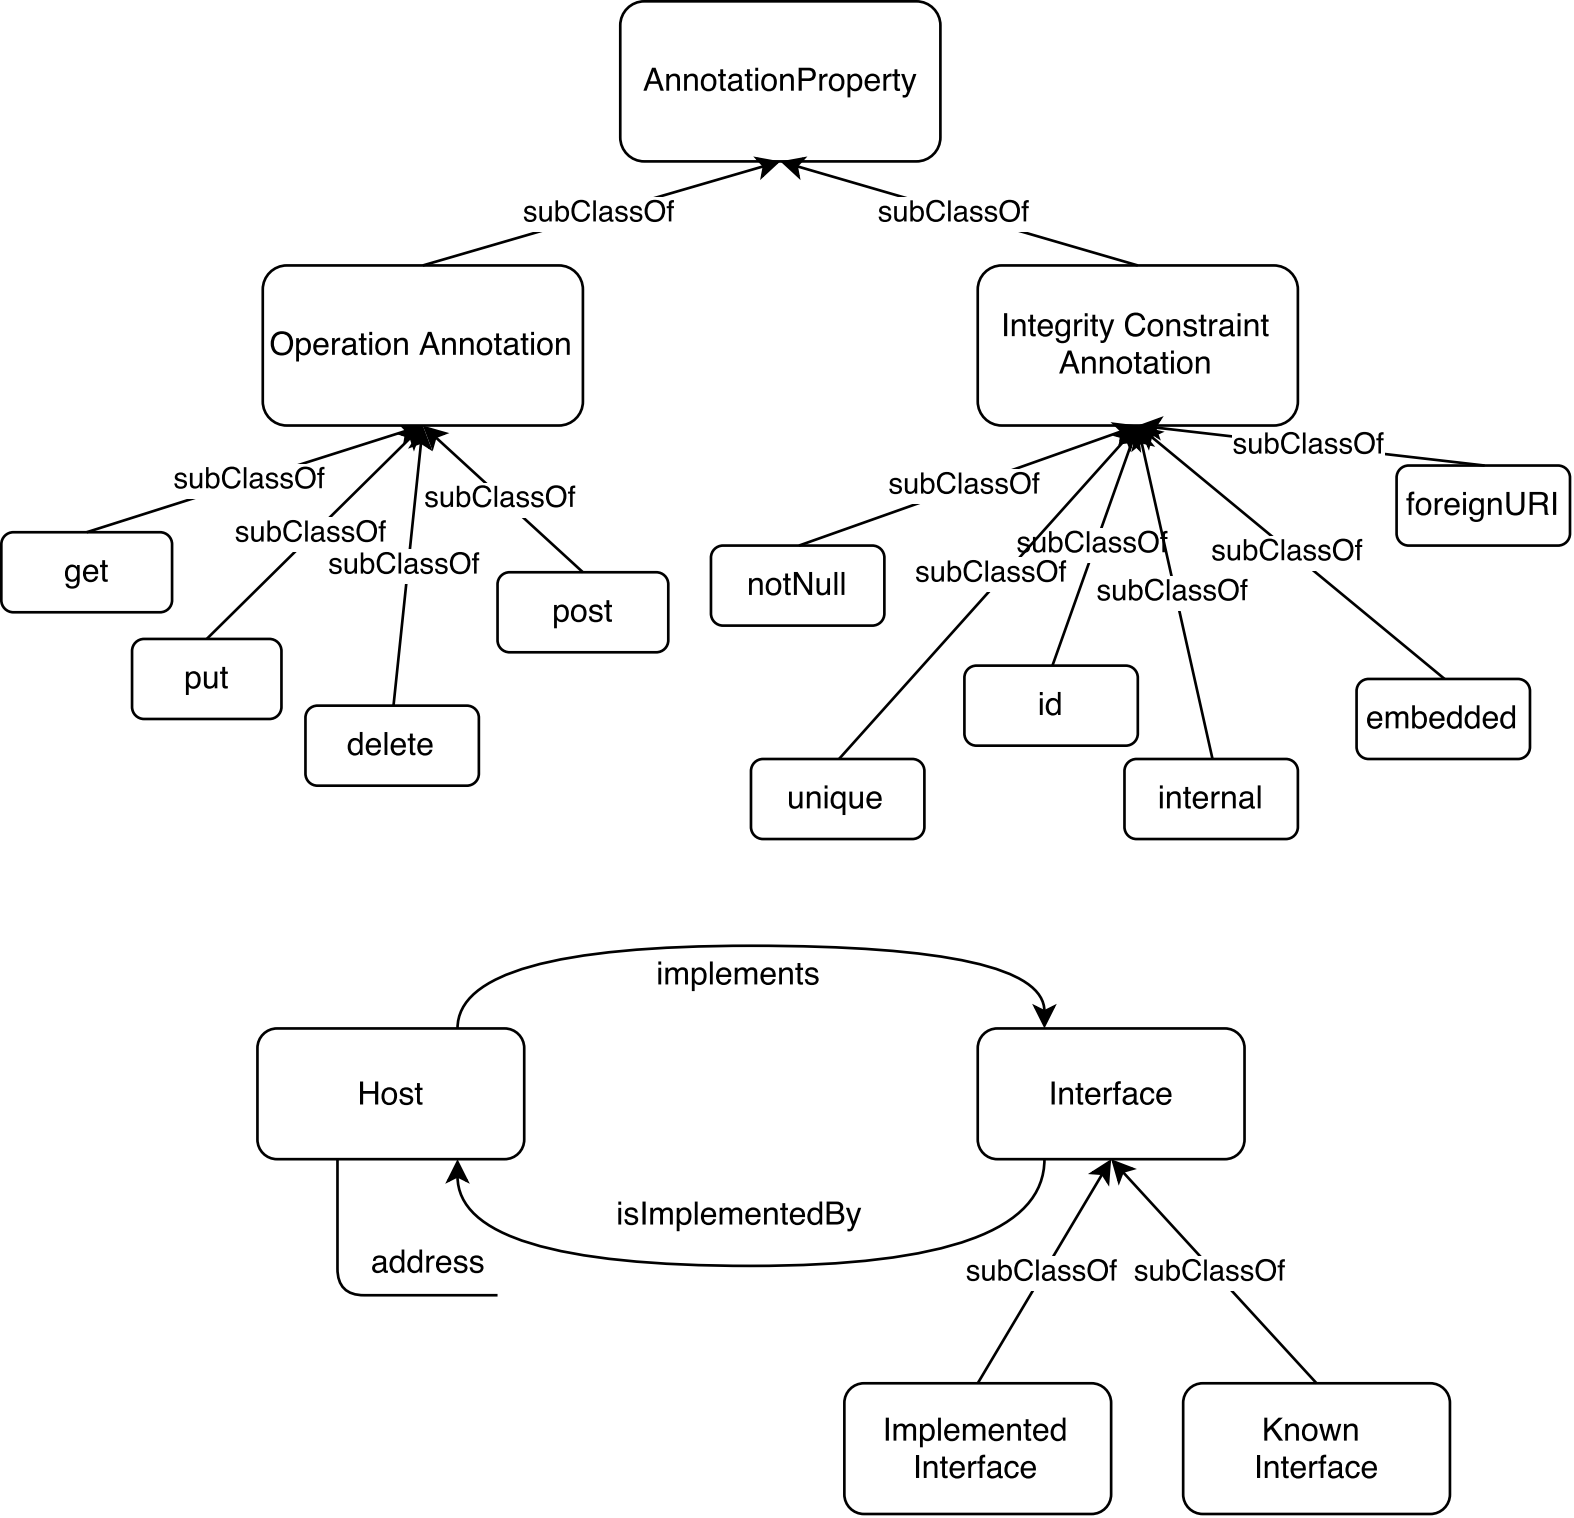 AnnotationProperty
subClassOf
subClassOf
Operation Annotation
Integrity Constraint
Annotation
subClassOf
subClassOf
subClassOf
subClassOf
subClassOf
subClassOf
subClassOf
subClassOf
subClassOf
subClassOf
get
put
delete
post
notNull
unique
id
internal
embedded
foreignURI
implements
Host
Interface
isImplementedBy
address
subClassOf
subClassOf
Implemented
Interface
Known
Interface